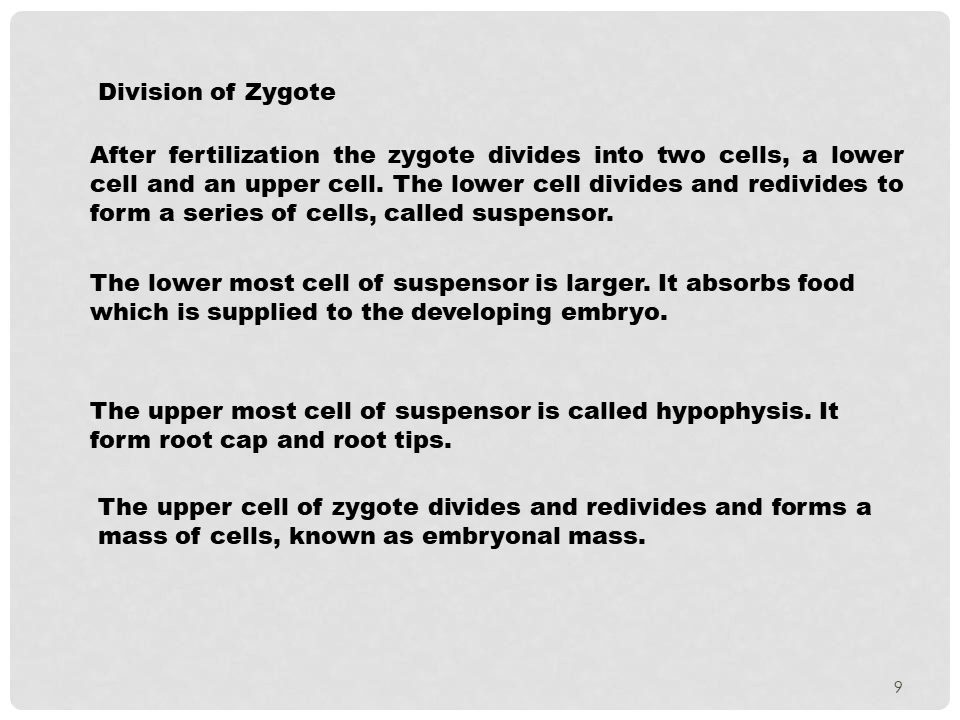 Division of Zygote
After fertilization the zygote divides into two cells, a lower
cell and an upper cell. The lower cell divides and redivides to
form a series of cells, called suspensor.
The lower most cell of suspensor is larger. It absorbs food
which is supplied to the developing embryo.
The upper most cell of suspensor is called hypophysis. It
form root cap and root tips.
The upper cell of zygote divides and redivides and forms a
mass of cells, known as embryonal mass.
9